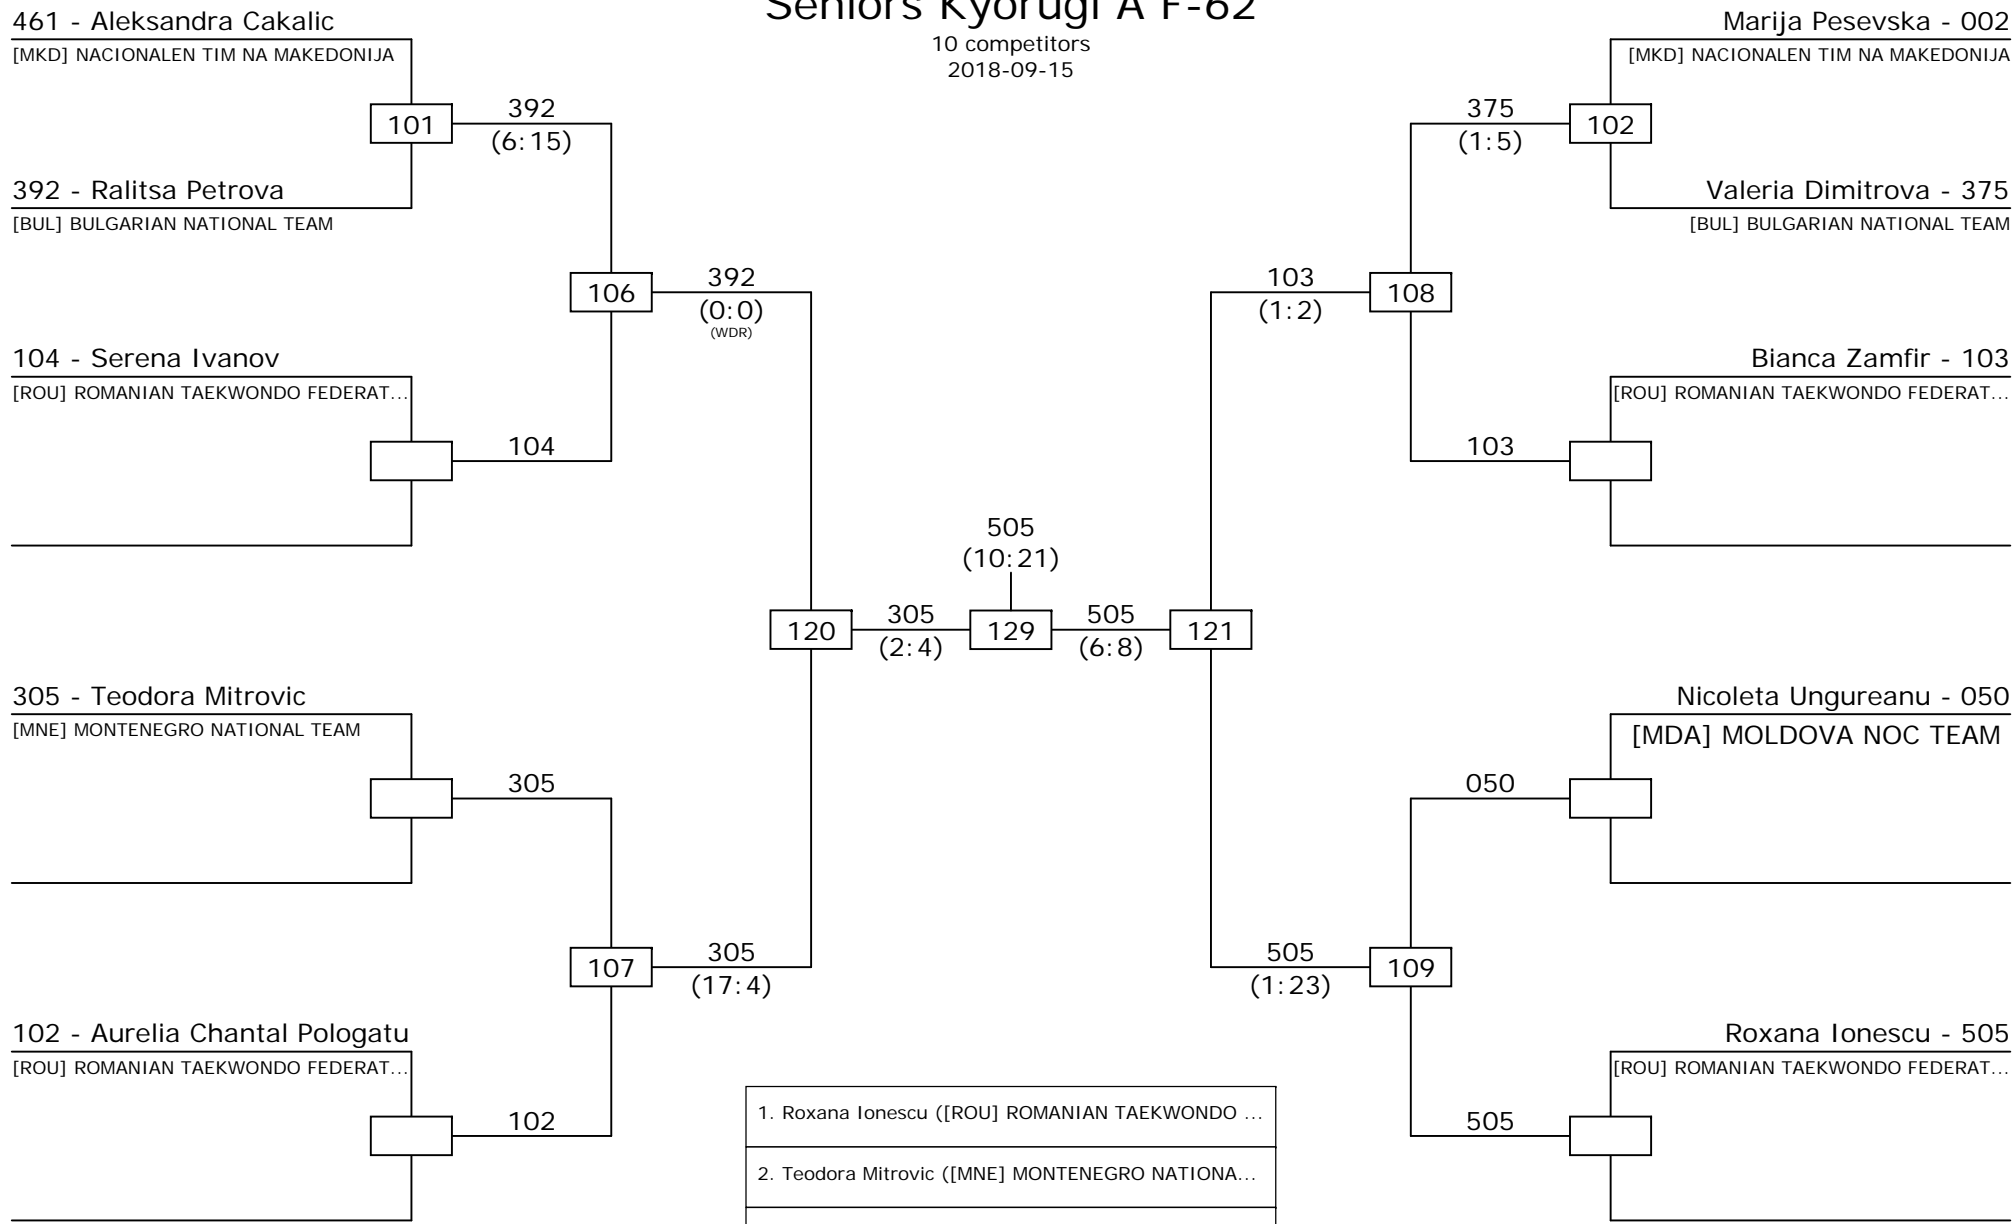 Seniors Kyorugi A F-62
10 competitors
2018-09-15
461 - Aleksandra Cakalic
[MKD] NACIONALEN TIM NA MAKEDONIJA
101
392
(6:15)
392 - Ralitsa Petrova
[BUL] BULGARIAN NATIONAL TEAM
106
392
(0:0)
(WDR)
104 - Serena Ivanov
[ROU] ROMANIAN TAEKWONDO FEDERAT...
104
120
305
(2:4)
305 - Teodora Mitrovic
[MNE] MONTENEGRO NATIONAL TEAM
305
107
305
(17:4)
102 - Aurelia Chantal Pologatu
[ROU] ROMANIAN TAEKWONDO FEDERAT...
102
505
(10:21)
129
Marija Pesevska - 002
[MKD] NACIONALEN TIM NA MAKEDONIJA
375
(1:5)
102
Valeria Dimitrova - 375
[BUL] BULGARIAN NATIONAL TEAM
103
(1:2)
108
Bianca Zamfir - 103
[ROU] ROMANIAN TAEKWONDO FEDERAT...
103
505
(6:8)
121
Nicoleta Ungureanu - 050
[MDA] MOLDOVA NOC TEAM
050
505
(1:23)
109
Roxana Ionescu - 505
[ROU] ROMANIAN TAEKWONDO FEDERAT...
505
1. Roxana Ionescu ([ROU] ROMANIAN TAEKWONDO ...
2. Teodora Mitrovic ([MNE] MONTENEGRO NATIONA...